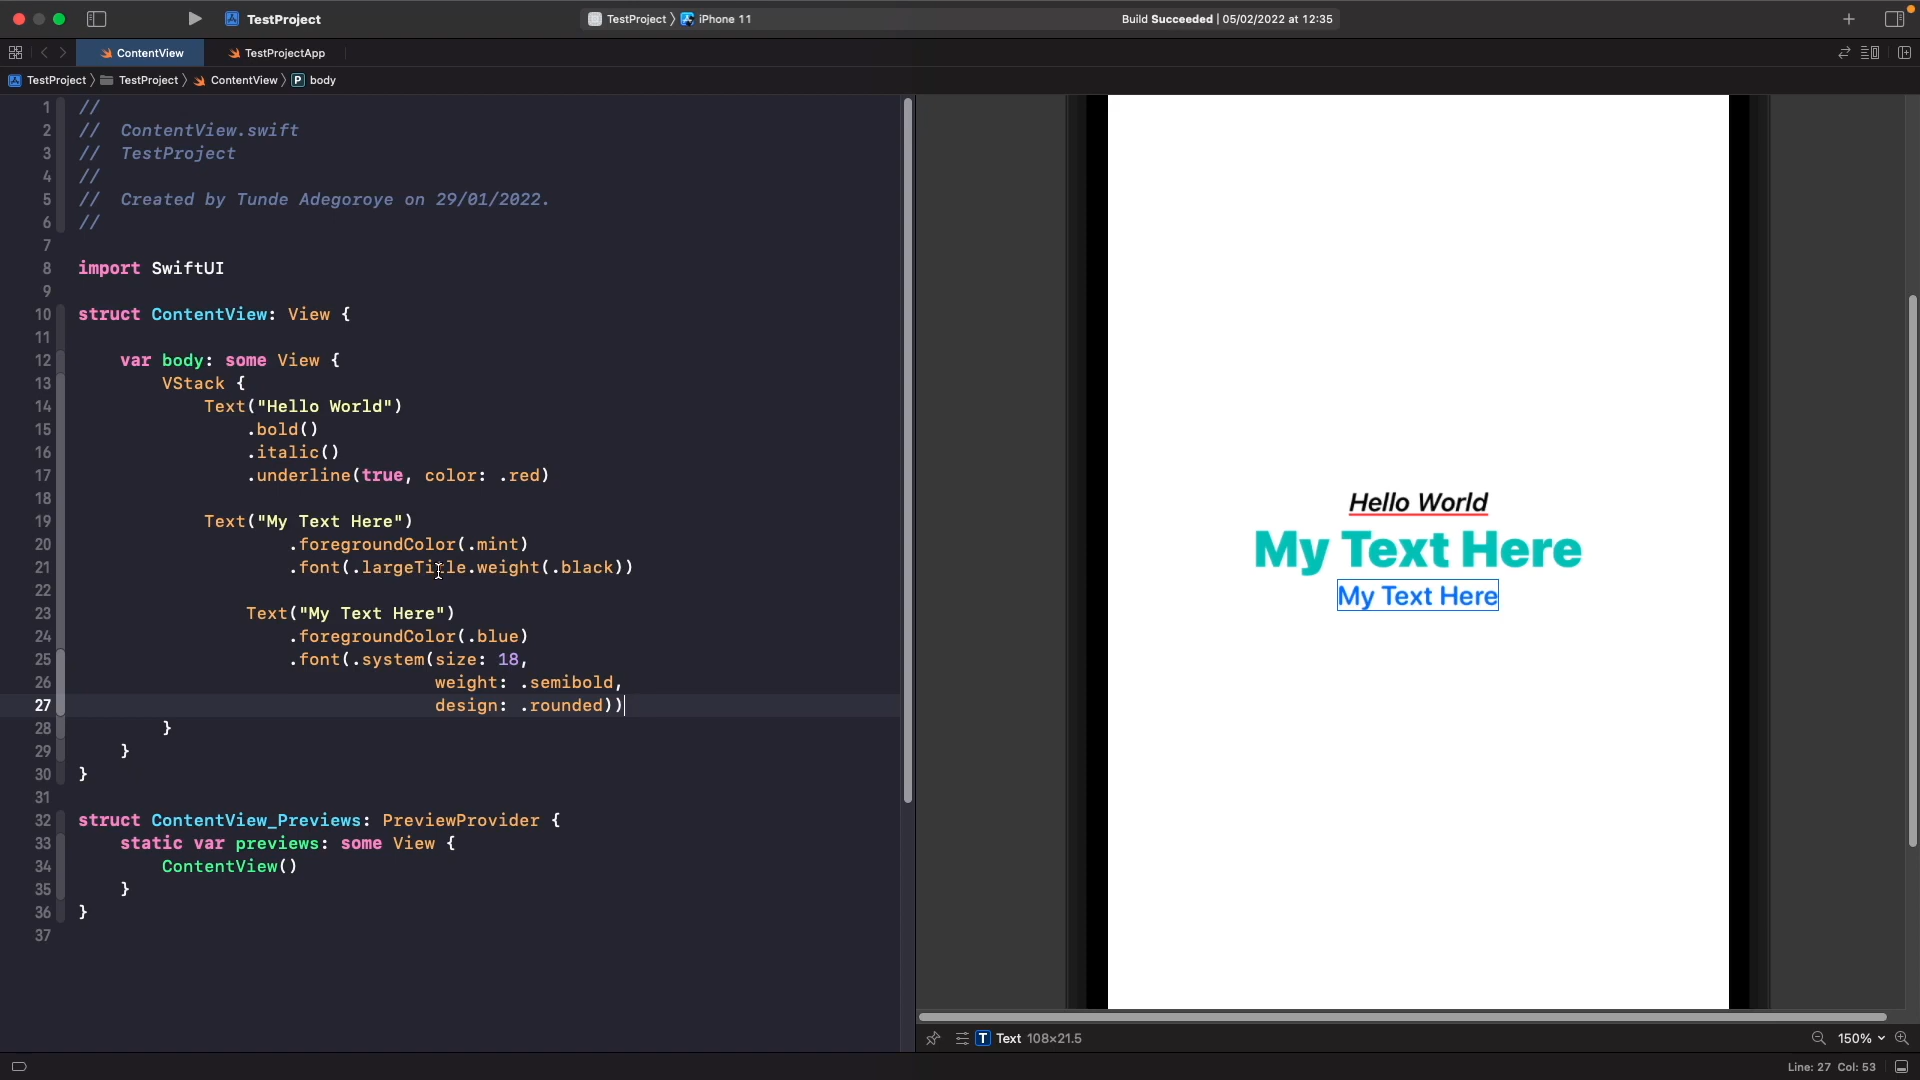 TestProject
TestProject 〉 iPhone 11
Build Succeeded | 05/02/2022 at 12:35
ContentView
TestProjectApp
TestProject 〉 TestProject 〉 ContentView 〉 P body
1 //
2 //  ContentView.swift
3 //  TestProject
4 //
5 //  Created by Tunde Adegoroye on 29/01/2022.
6 //
7
8 import SwiftUI
9
10 struct ContentView: View {
11
12     var body: some View {
13         VStack {
14             Text("Hello World")
15                 .bold()
16                 .italic()
17                 .underline(true, color: .red)
18
19             Text("My Text Here")
20                     .foregroundColor(.mint)
21                     .font(.largeTitle.weight(.black))
22
23                 Text("My Text Here")
24                     .foregroundColor(.blue)
25                     .font(.system(size: 18,
26                                   weight: .semibold,
27                                   design: .rounded))
28         }
29     }
30 }
31
32 struct ContentView_Previews: PreviewProvider {
33     static var previews: some View {
34         ContentView()
35     }
36 }
37
Hello World
My Text Here
My Text Here
T Text 108×21.5
150%
Line: 27 Col: 53